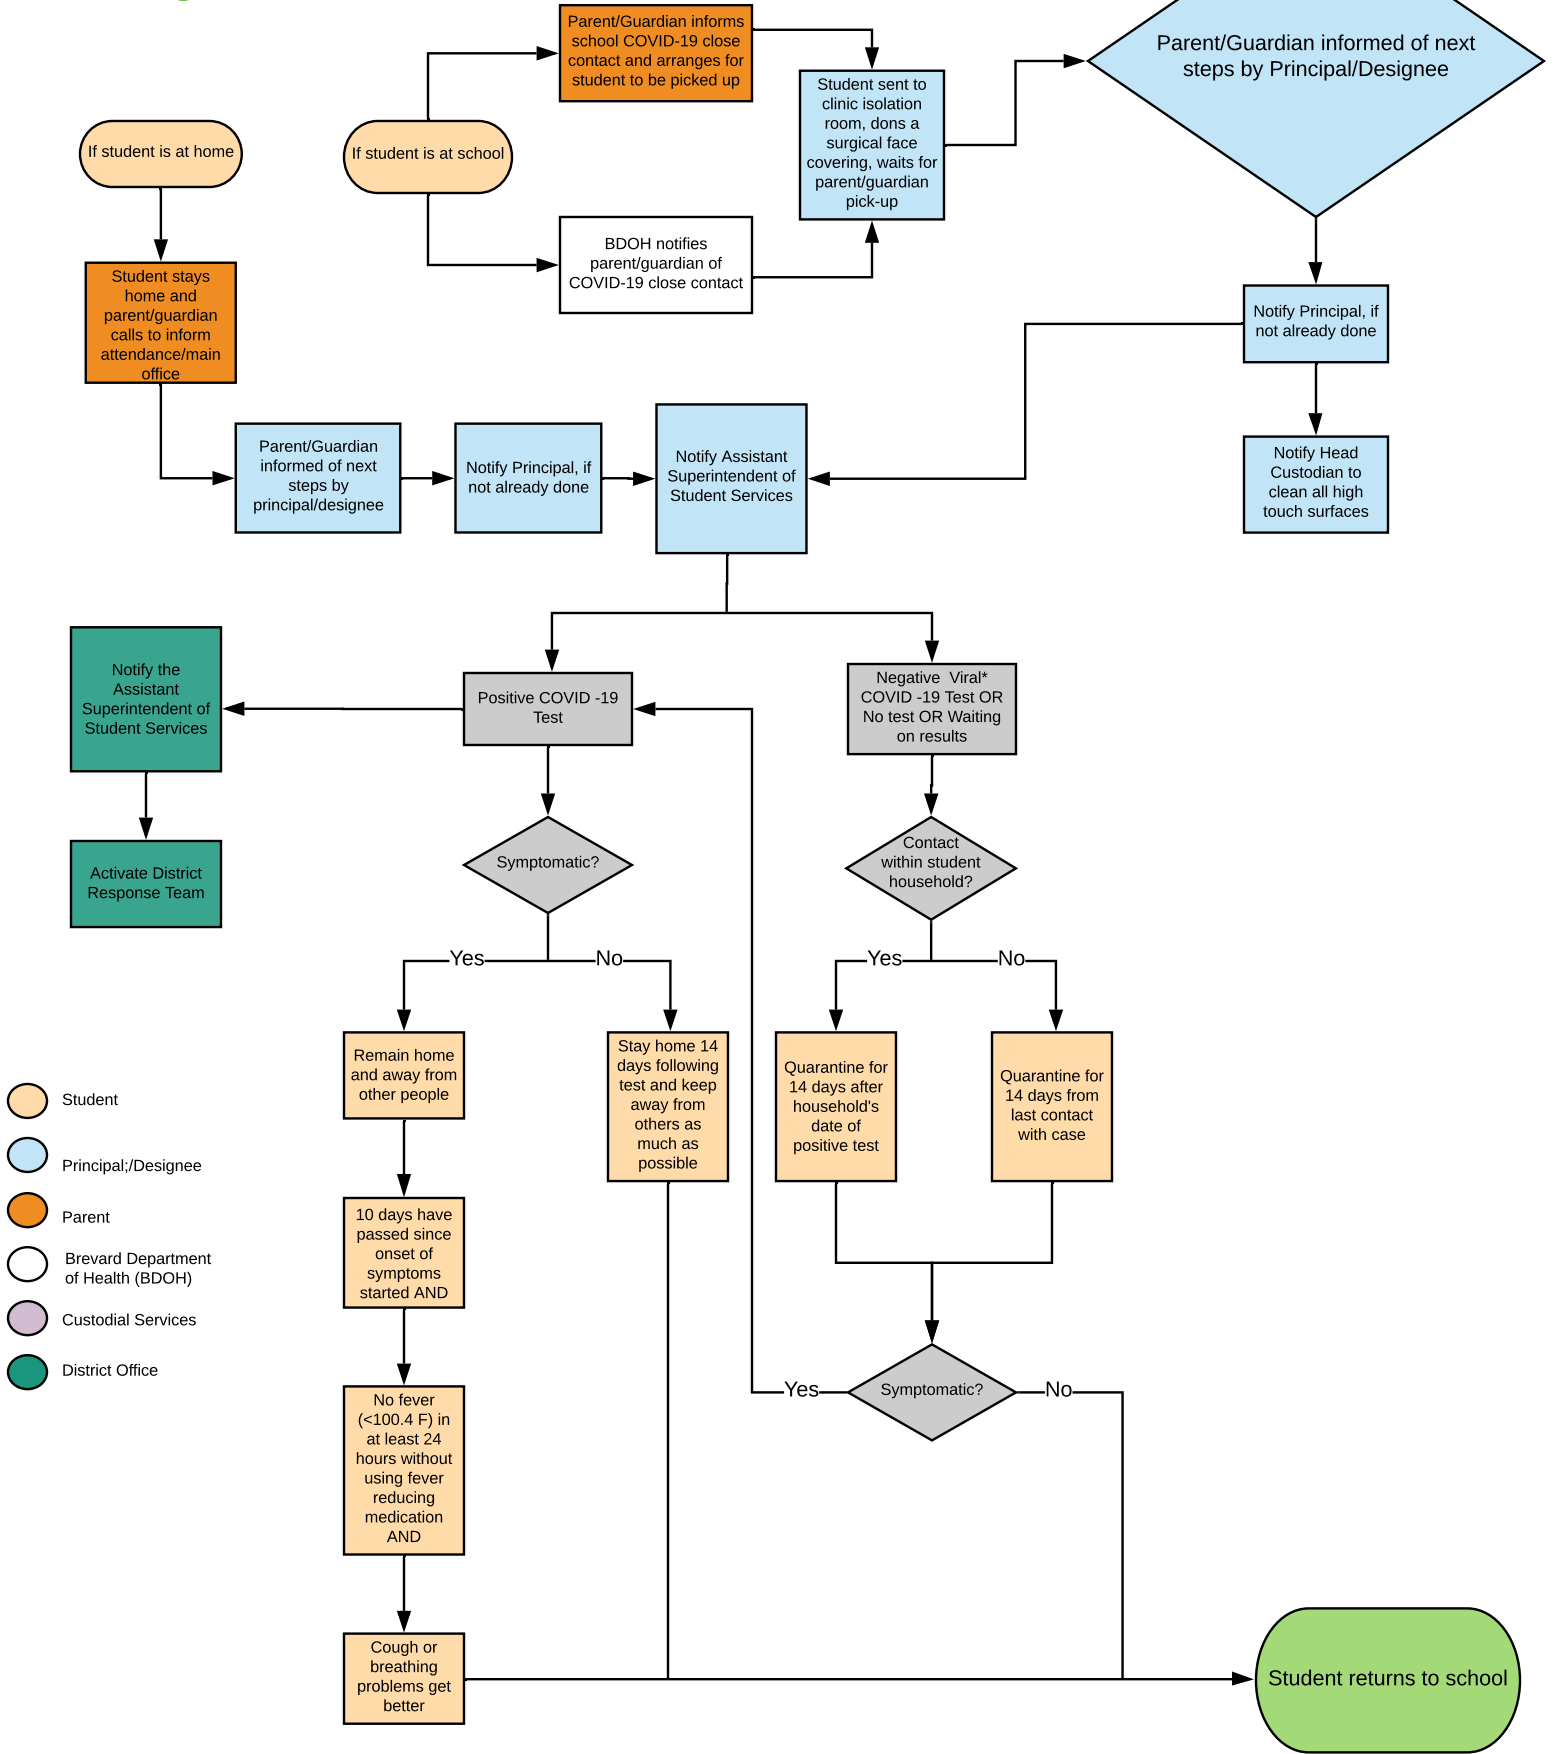 Parent/Guardian informs
school COVID-19 close
contact and arranges for
student to be picked up
Parent/Guardian informed of next
steps by Principal/Designee
Student sent to
clinic isolation
room, dons a
surgical face
covering, waits for
parent/guardian
pick-up
If student is at home
If student is at school
BDOH notifies
parent/guardian of
COVID-19 close contact
Student stays
home and
parent/guardian
calls to inform
attendance/main
office
Notify Principal, if
not already done
Parent/Guardian
informed of next
steps by
principal/designee
Notify Principal, if
not already done
Notify Assistant
Superintendent of
Student Services
Notify Head
Custodian to
clean all high
touch surfaces
Notify the
Assistant
Superintendent of
Student Services
Positive COVID -19
Test
Negative  Viral*
COVID -19 Test OR
No test OR Waiting
on results
Activate District
Response Team
Symptomatic?
Contact
within student
household?
Yes
No
Yes
No
Remain home
and away from
other people
Stay home 14
days following
test and keep
away from
others as
much as
possible
Quarantine for
14 days after
household's
date of
positive test
Quarantine for
14 days from
last contact
with case
Student
Principal;/Designee
Parent
Brevard Department
of Health (BDOH)
Custodial Services
District Office
10 days have
passed since
onset of
symptoms
started AND
No fever
(<100.4 F) in
at least 24
hours without
using fever
reducing
medication
AND
Yes
Symptomatic?
No
Cough or
breathing
problems get
better
Student returns to school